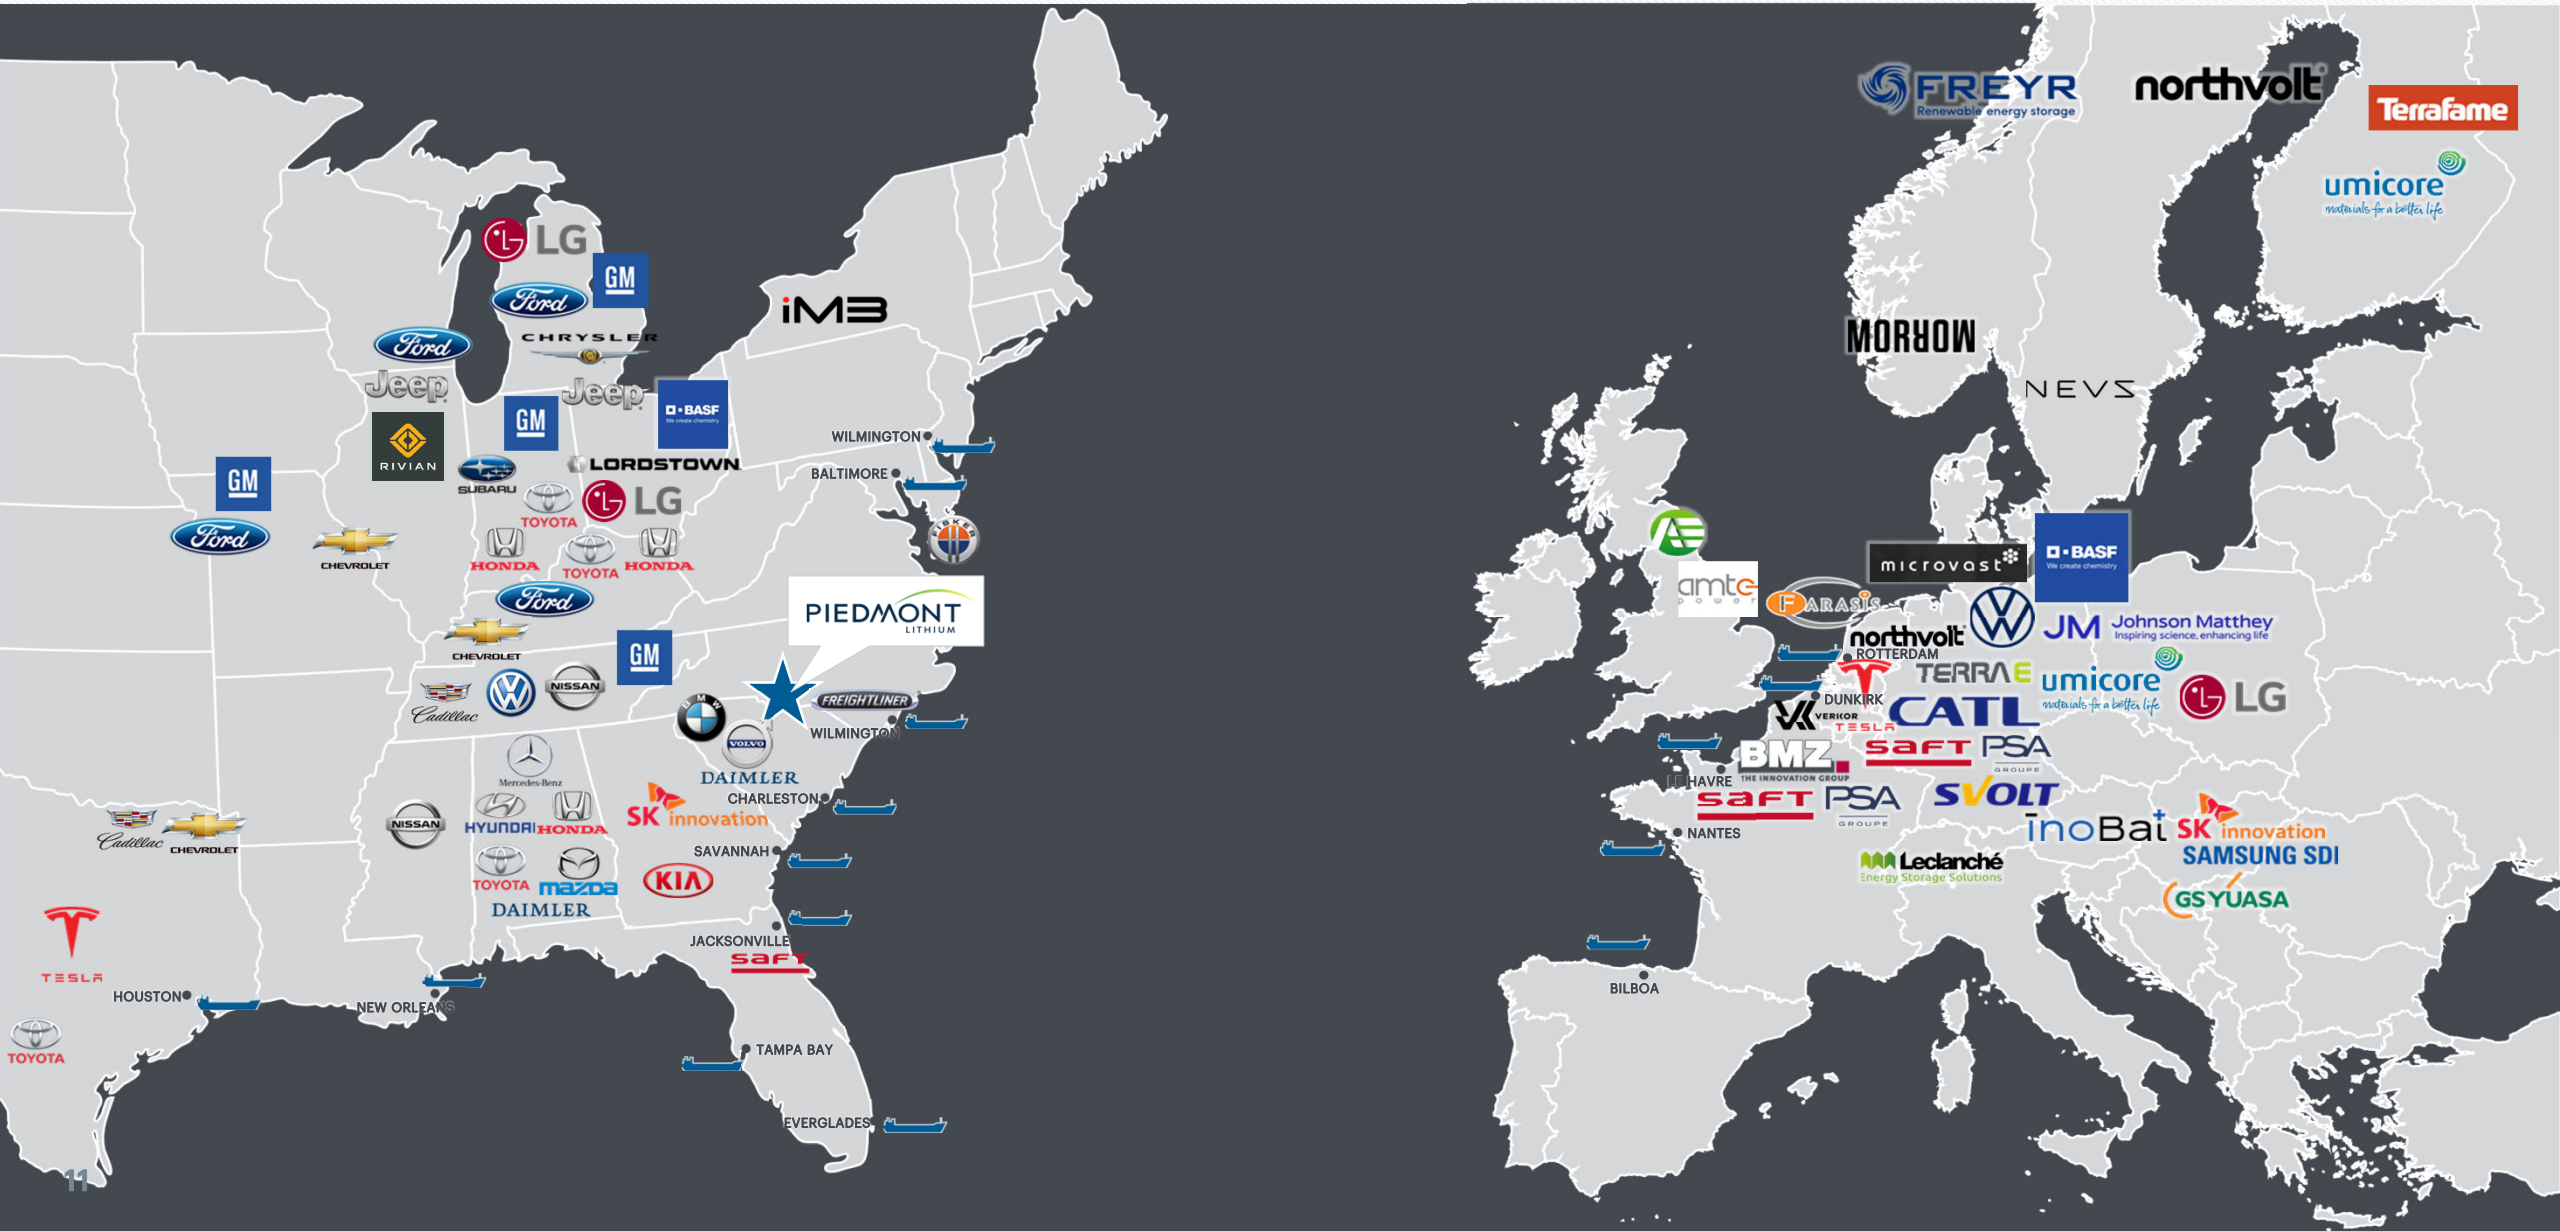 LG
GM
Ford
CHRYSLER
Ford
Jeep
Jeep
GM
BASF
We create chemistry
RIVIAN
SUBARU
LORDSTOWN
GM
TOYOTA
LG
Ford
CHEVROLET
HONDA
TOYOTA
HONDA
Ford
CHEVROLET
GM
Cadillac
VW
NISSAN
iM3
WILMINGTON
BALTIMORE
FISKER
PIEDMONT
LITHIUM
BMW
FREIGHTLINER
VOLVO
WILMINGTON
DAIMLER
Mercedes-Benz
CHARLESTON
NISSAN
HYUNDAI
HONDA
SK innovation
Cadillac
CHEVROLET
SAVANNAH
TOYOTA
mazda
KIA
DAIMLER
TESLA
JACKSONVILLE
saft
HOUSTON
NEW ORLEANS
TOYOTA
TAMPA BAY
EVERGLADES
11
FREYR
Renewable energy storage
northvolt
Terrafame
umicore
materials for a better life
MORROW
NEVS
AE
amte
power
FARASIS
microvast
BASF
We create chemistry
northvolt
VW
JM Johnson Matthey
Inspiring science, enhancing life
ROTTERDAM
TERRAE
umicore
materials for a better life
LG
DUNKIRK
VERKOR
TESLA
CATL
BMZ
THE INNOVATION GROUP
saft
PSA
GROUPE
LE HAVRE
saft
PSA
GROUPE
SVOLT
NANTES
inoBat
SK innovation
SAMSUNG SDI
Leclanché
Energy Storage Solutions
GS YUASA
BILBOA